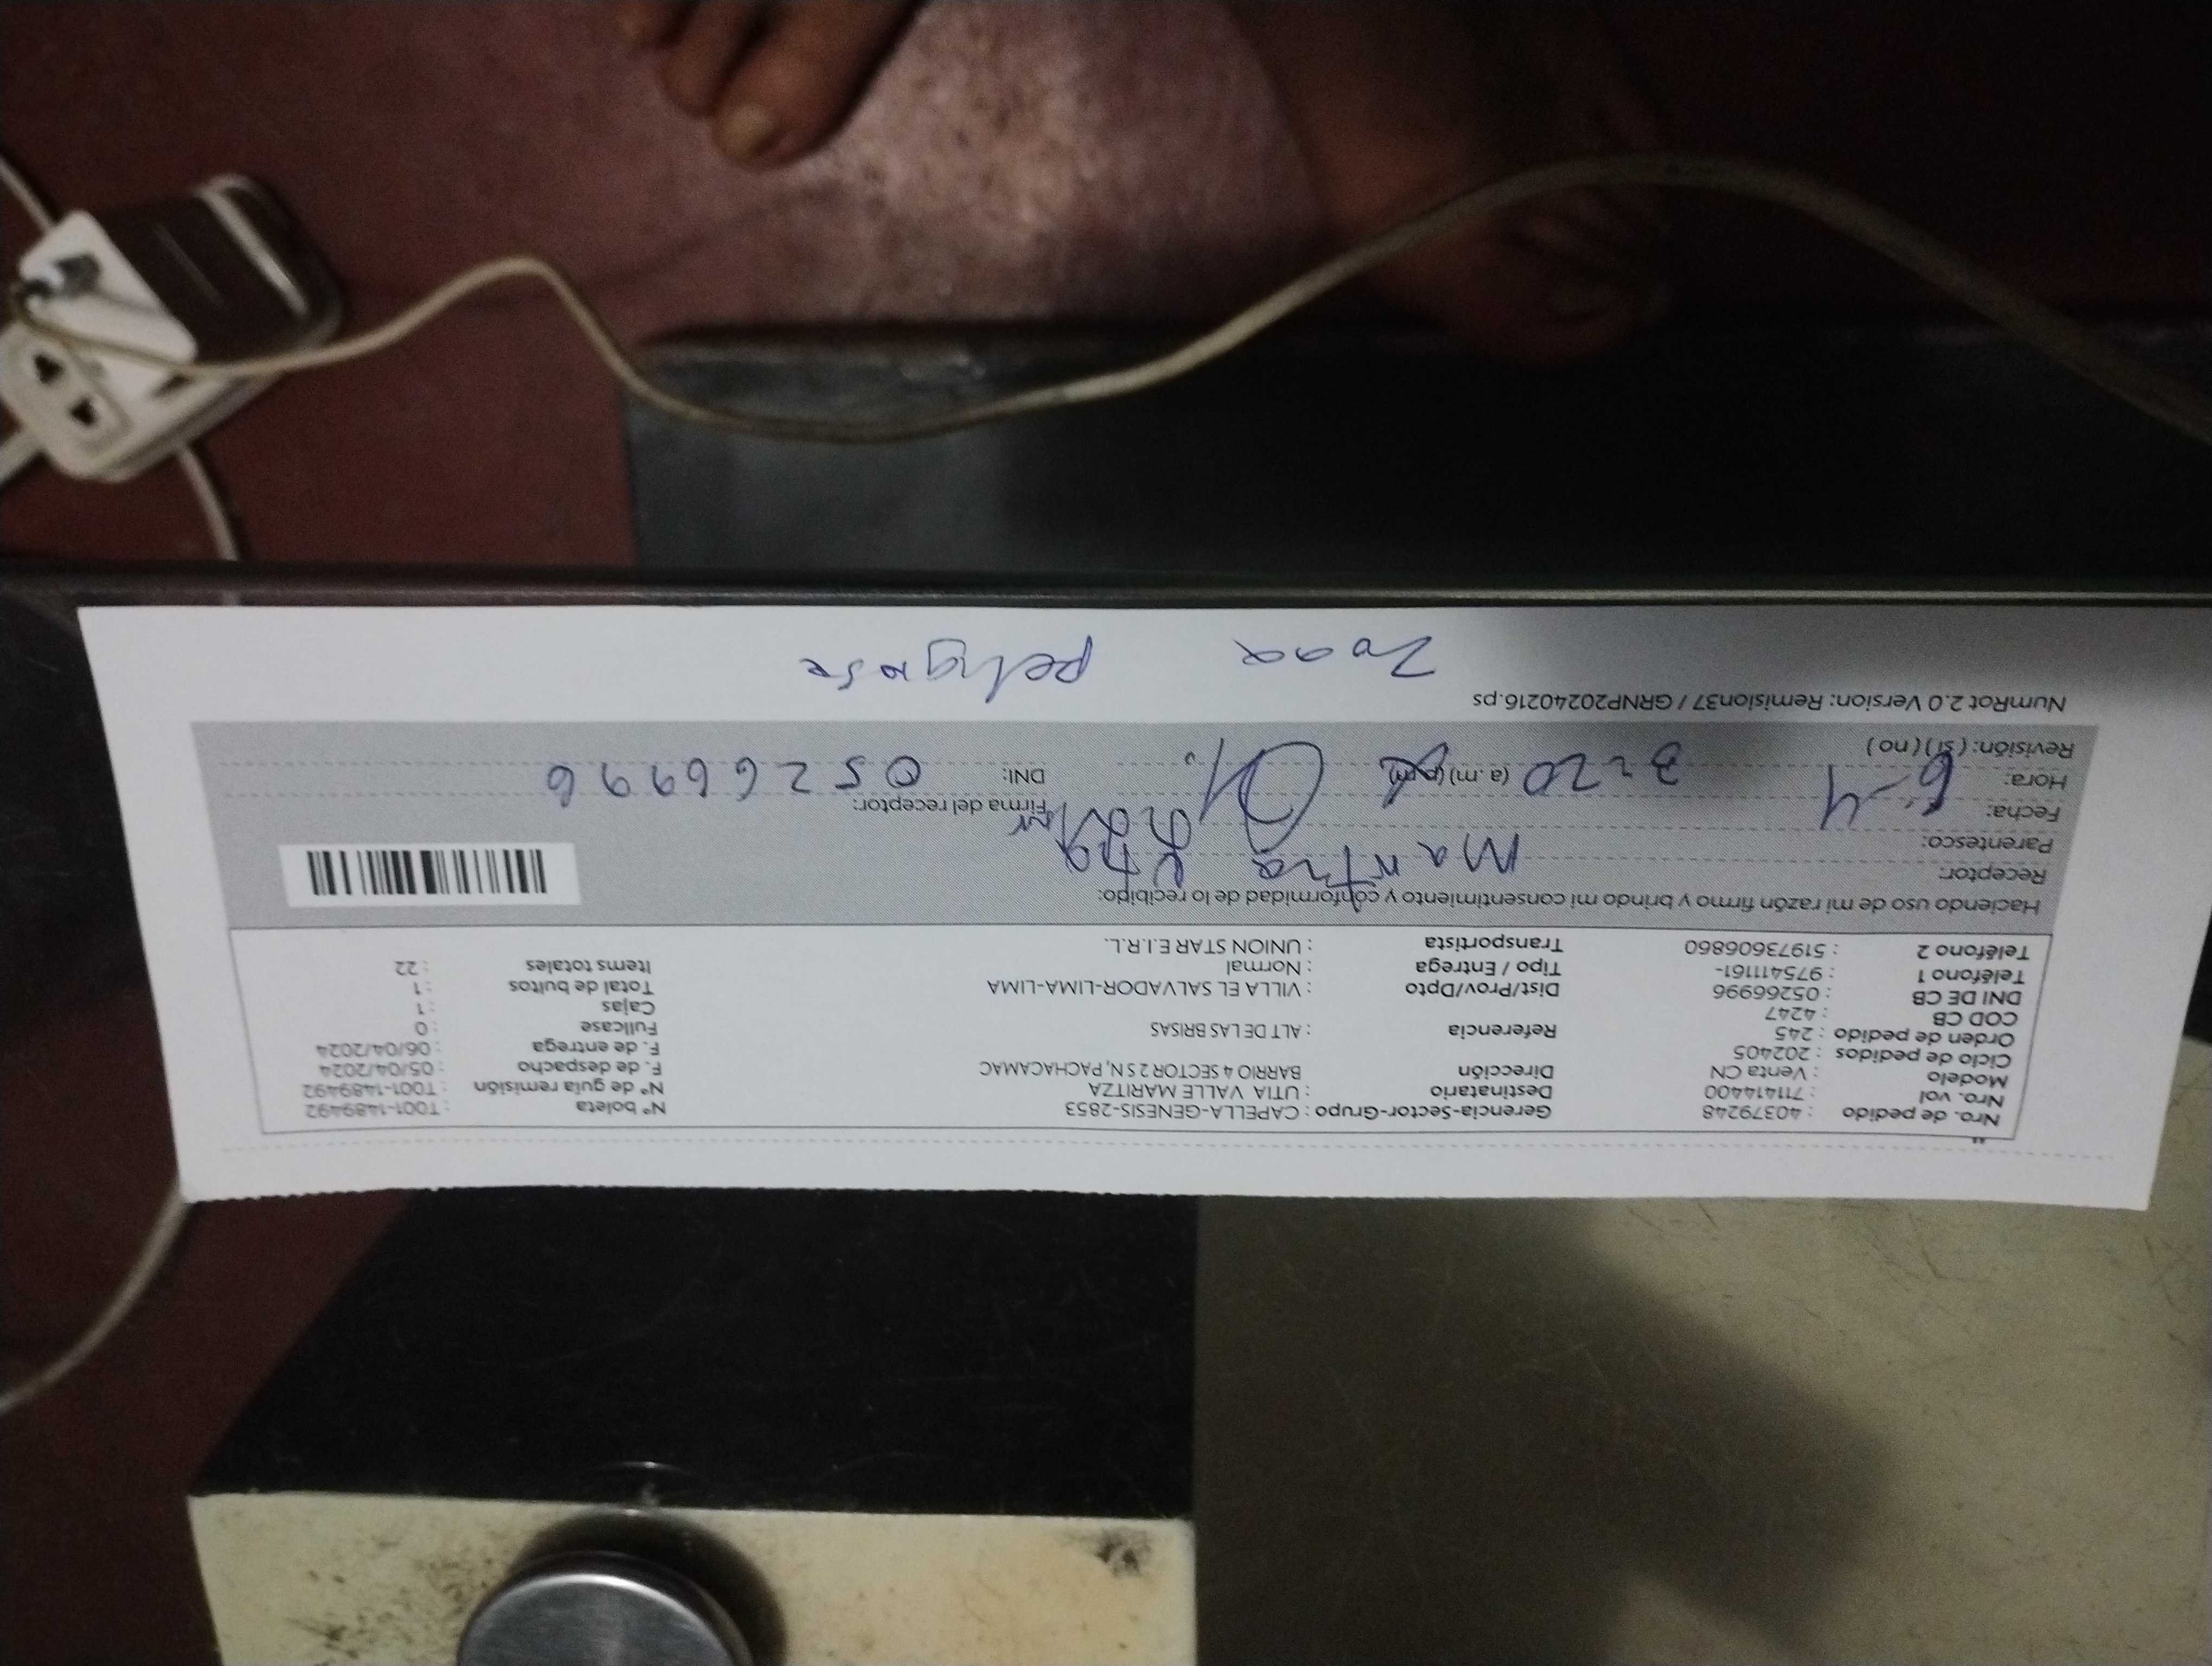 Nro. de pedido : 40379248
Nro. vol : 711414400
Modelo : Venta CN
Ciclo de pedidos : 202405
Orden de pedido : 245
COD CB : 4247
DNI DE CB : 05266996
Teléfono 1 : 975411161-
Teléfono 2 : 51973606860
Gerencia-Sector-Grupo : CAPELLA-GENESIS-2853
Destinatario : UTIA VALLE MARITZA
Dirección BARRIO 4 SECTOR 2 S N, PACHACAMAC
Referencia : ALT DE LAS BRISAS
Dist/Prov/Dpto : VILLA EL SALVADOR-LIMA-LIMA
Tipo / Entrega : Normal
Transportista : UNION STAR E.I.R.L.
N° boleta : T001-1489492
N° de guía remisión : T001-1489492
F. de despacho : 05/04/2024
F. de entrega : 06/04/2024
Fullcase : 0
Cajas : 1
Total de bultos : 1
Items totales : 22
Haciendo uso de mi razón firmo y brindo mi consentimiento y conformidad de lo recibido:
Receptor:
Parentesco:
Fecha: 6-4
Hora: 3:20 (a. m) (p.m)
Revisión: ( si ) ( no )
Firma del receptor:
DNI: 05266996
NumRot 2.0 Version: Remision37 / GRNP20240216.ps
Zona peligrosa